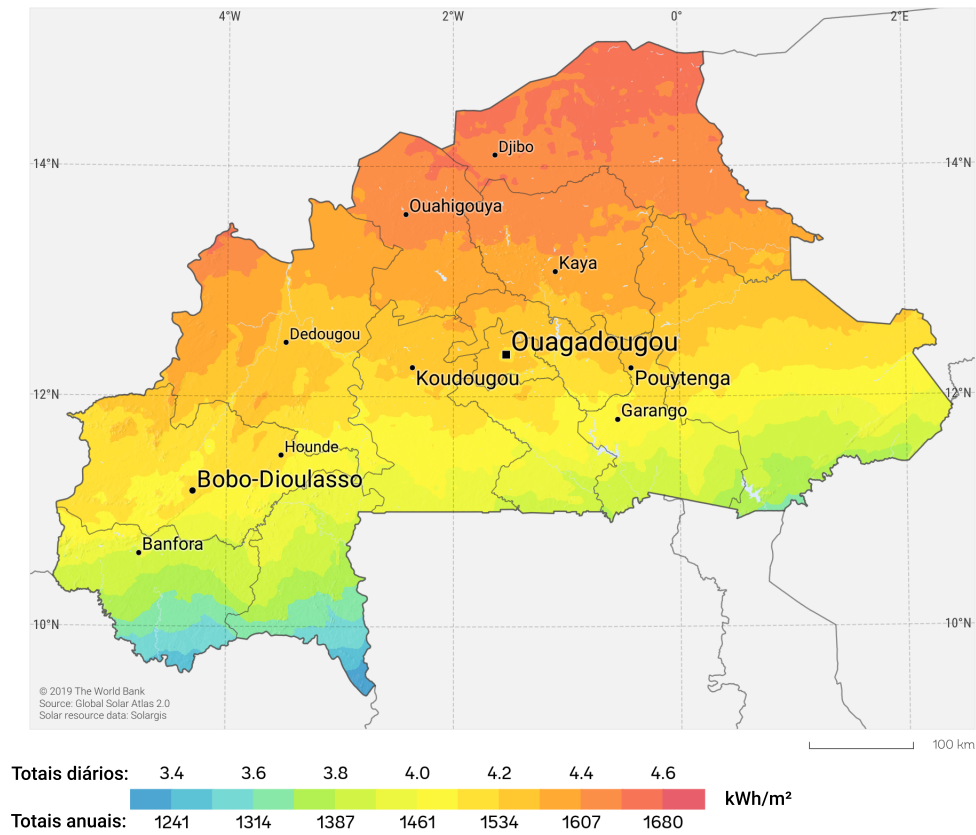 4°W 2°W 0° 2°E
Djibo
14°N 14°N
Ouahigouya
Kaya
Dedougou
Ouagadougou
Koudougou Pouytenga
12°N 12°N
Garango
Hounde
Bobo-Dioulasso
Banfora
10°N 10°N
© 2019 The World Bank
Source: Global Solar Atlas 2.0
Solar resource data: Solargis
100 km
Totais diários: 3.4 3.6 3.8 4.0 4.2 4.4 4.6
kWh/m²
Totais anuais: 1241 1314 1387 1461 1534 1607 1680